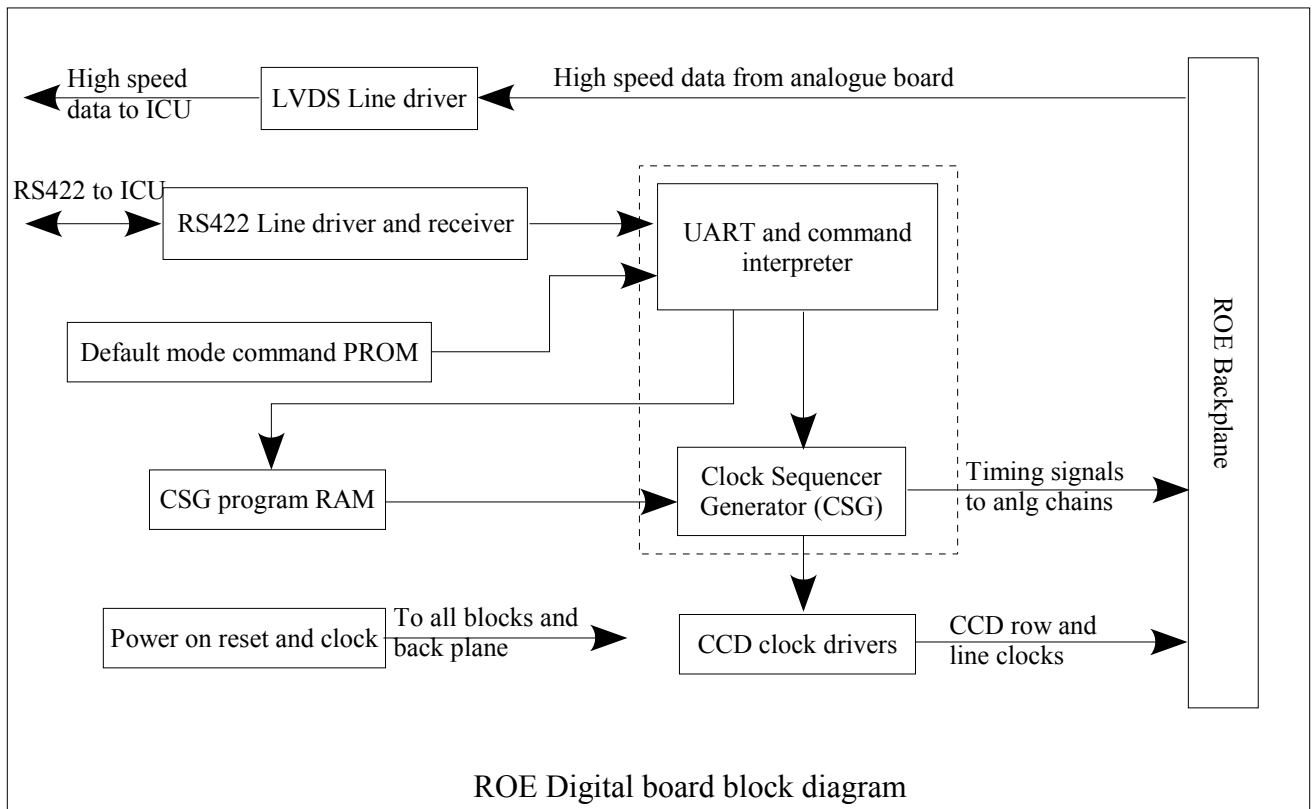 High speed
data to ICU
LVDS Line driver
High speed data from analogue board
RS422 to ICU
RS422 Line driver and receiver
UART and command
interpreter
Default mode command PROM
ROE Backplane
CSG program RAM
Clock Sequencer
Generator (CSG)
Timing signals
to anlg chains
Power on reset and clock
To all blocks and
back plane
CCD clock drivers
CCD row and
line clocks
ROE Digital board block diagram